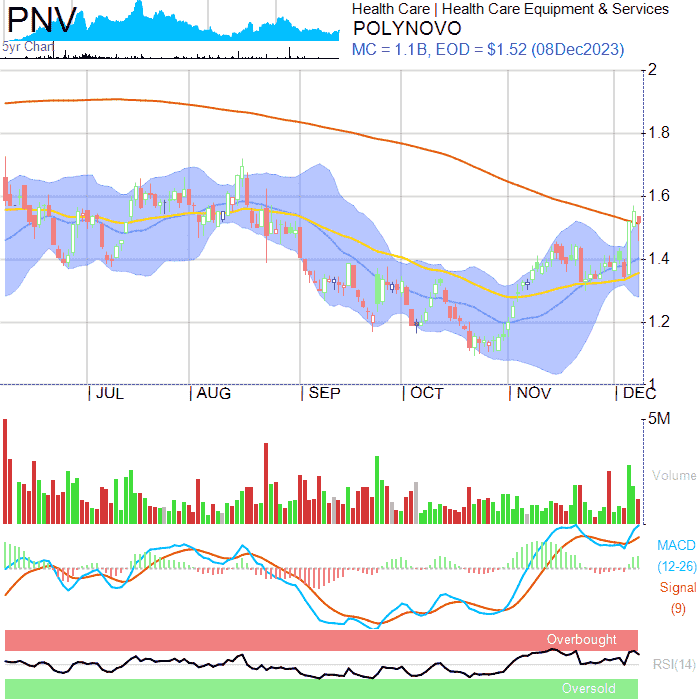 PNV
5yr Chart
Health Care | Health Care Equipment & Services
POLYNOVO
MC = 1.1B, EOD = $1.52 (08Dec2023)
2
1.8
1.6
1.4
1.2
1
JUL AUG SEP OCT NOV DEC
5M
Volume
MACD
(12-26)
Signal
(9)
Overbought
RSI(14)
Oversold